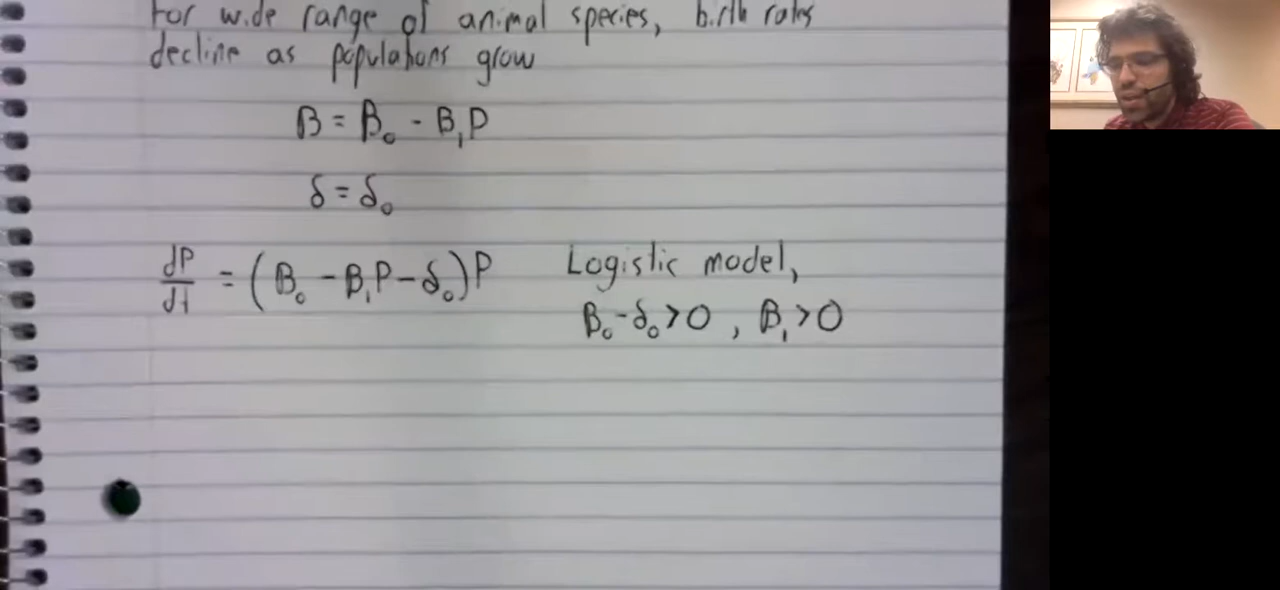 For wide range of animal species, birth rates
decline as populations grow
β = β₀ - β₁P
δ = δ₀
dP/dt = (β₀ - β₁P - δ₀)P
Logistic model,
β₀ - δ₀ > 0 , β₁ > 0